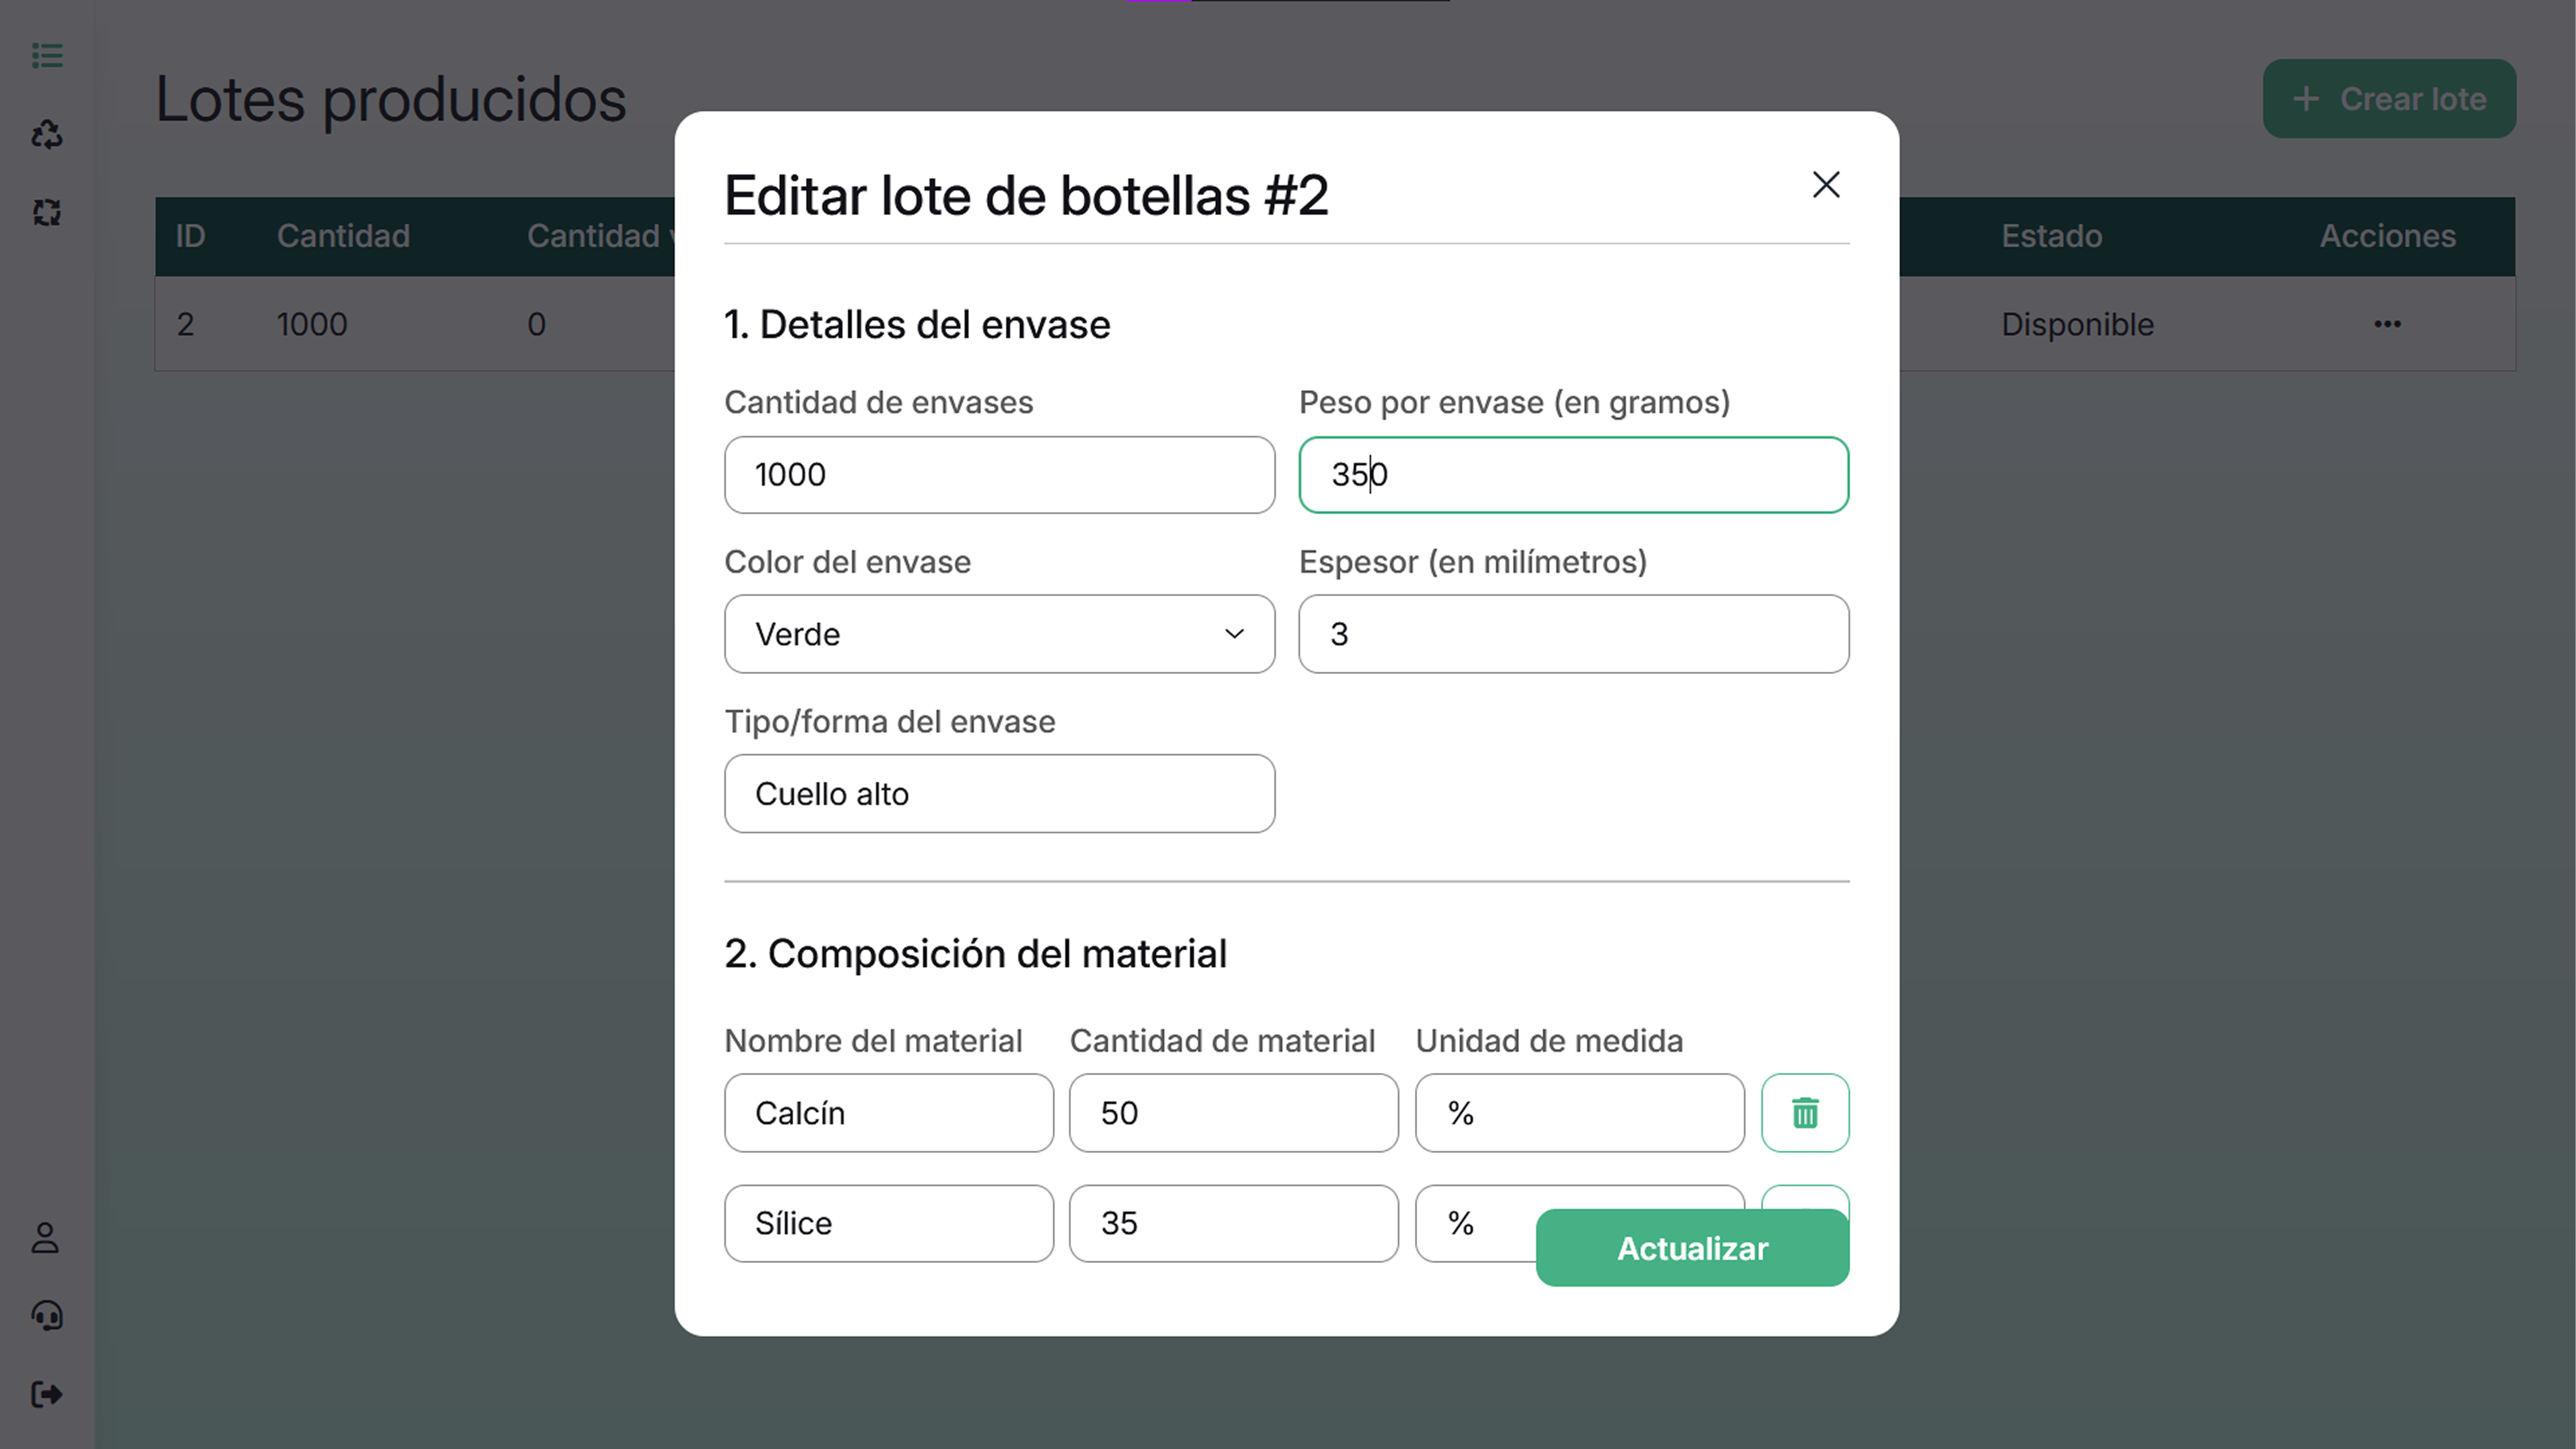 Lotes producidos
+ Crear lote
ID Cantidad Cantidad Estado Acciones
2 1000 0 Disponible
Editar lote de botellas #2
1. Detalles del envase
Cantidad de envases Peso por envase (en gramos)
1000 350
Color del envase Espesor (en milímetros)
Verde 3
Tipo/forma del envase
Cuello alto
2. Composición del material
Nombre del material Cantidad de material Unidad de medida
Calcín 50 %
Sílice 35 %
Actualizar